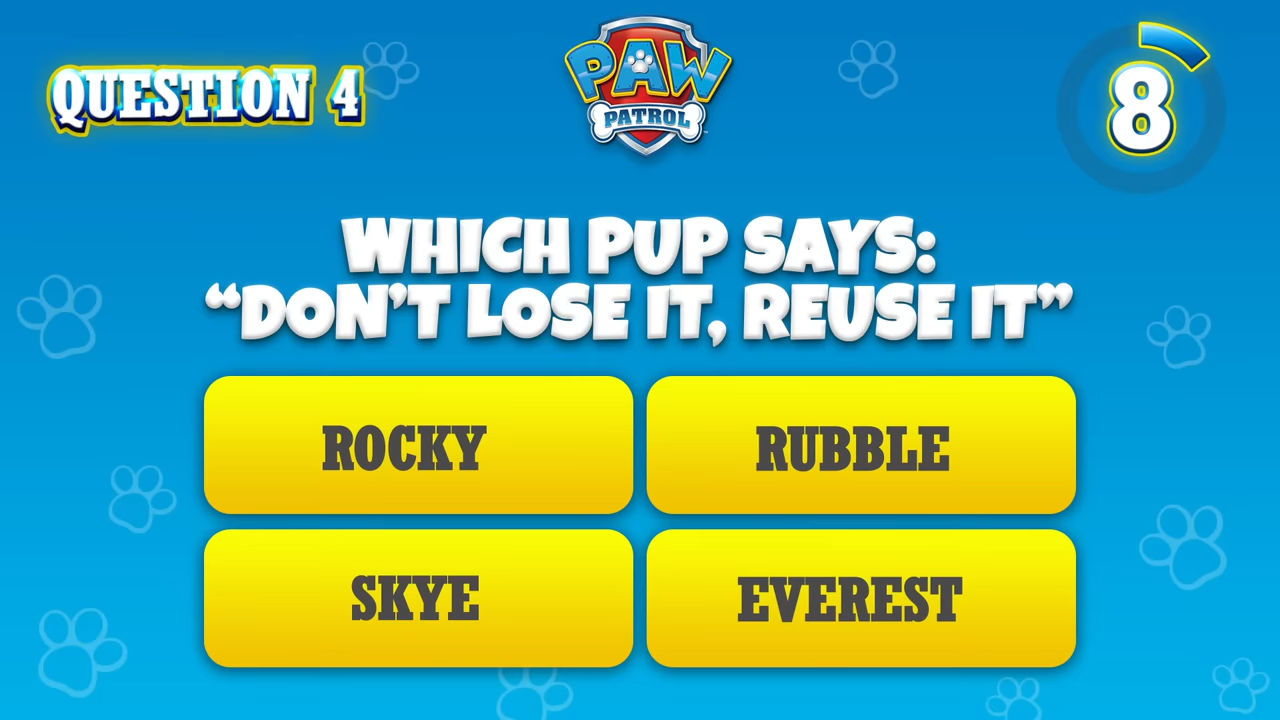 QUESTION 4
PAW
PATROL
8
WHICH PUP SAYS:
“DON’T LOSE IT, REUSE IT”
ROCKY
RUBBLE
SKYE
EVEREST